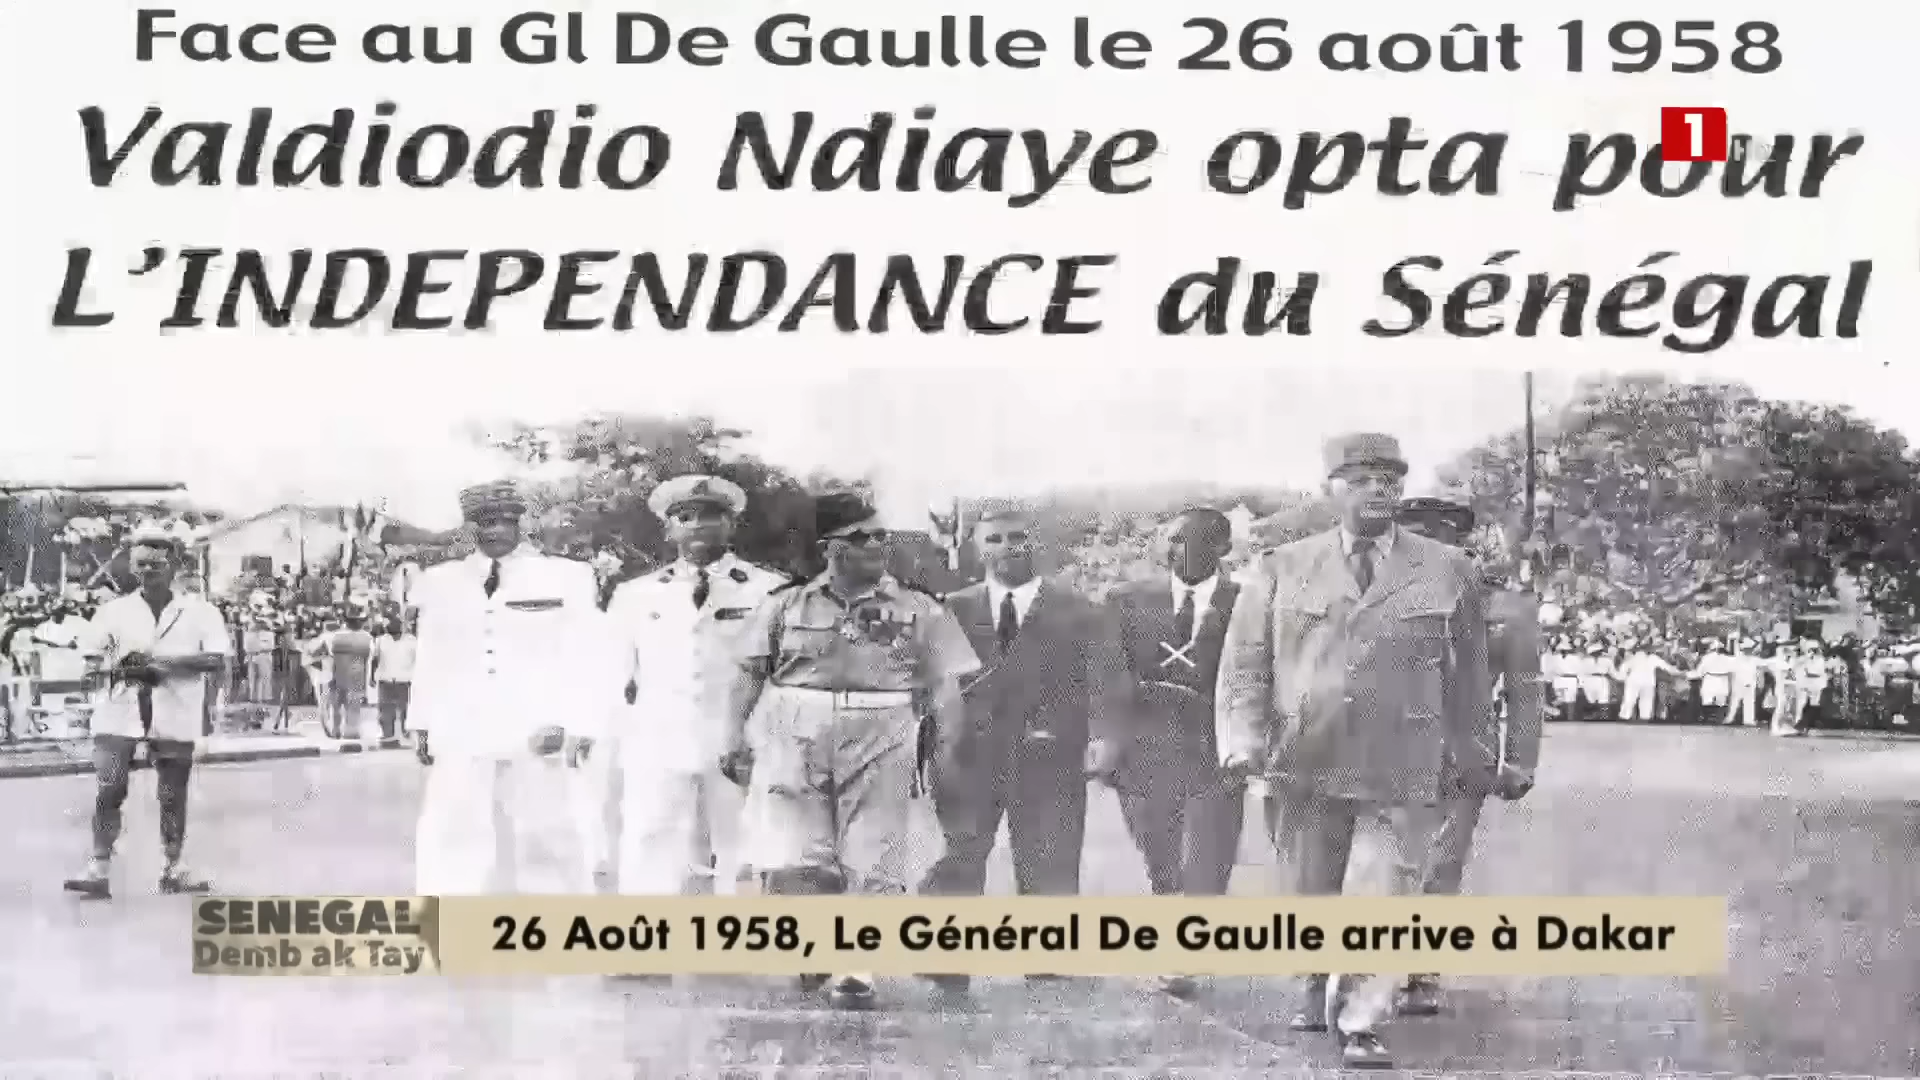 Face au Gl De Gaulle le 26 août 1958
Valdiodio Ndiaye opta pour
L'INDEPENDANCE du Sénégal
1
SENEGAL
Demb ak Tay
26 Août 1958, Le Général De Gaulle arrive à Dakar